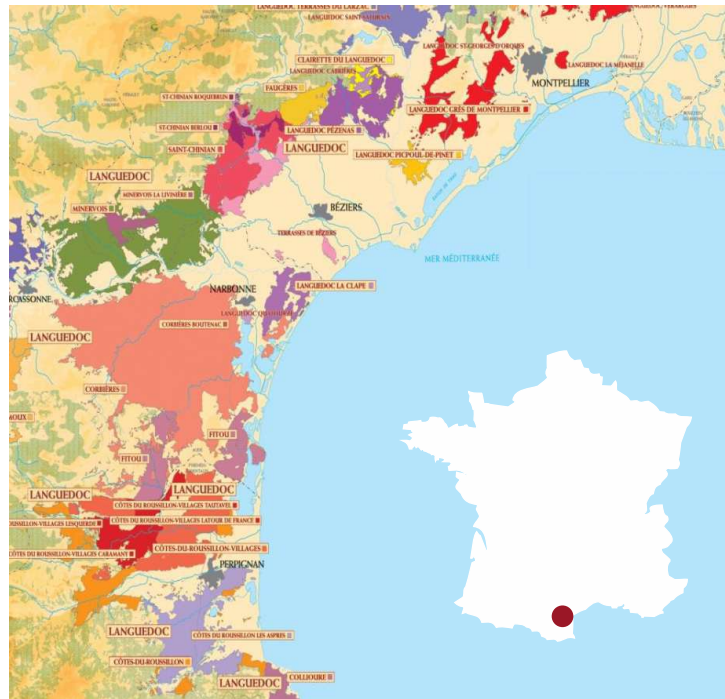 LANGUEDOC TERRASSES DU LARZAC
LANGUEDOC SAINT-SATURNIN
LANGUEDOC ST-GEORGES D'ORQUES
CLAIRETTE DU LANGUEDOC
LANGUEDOC CABRIÈRES
LANGUEDOC LA MÉJANELLE
MONTPELLIER
FAUGÈRES
ST-CHINIAN ROQUEBRUN
LANGUEDOC GRÈS DE MONTPELLIER
ST-CHINIAN BERLOU
LANGUEDOC PÉZENAS
SAINT-CHINIAN
LANGUEDOC
LANGUEDOC PICPOUL-DE-PINET
LANGUEDOC
MINERVOIS LA LIVINIÈRE
MINERVOIS
BÉZIERS
TERRASSES DE BÉZIERS
MER MÉDITERRANÉE
RCASSONNE
NARBONNE
LANGUEDOC LA CLAPE
CORBIÈRES BOUTENAC
LANGUEDOC
CORBIÈRES
MOUX
FITOU
FITOU
LANGUEDOC
LANGUEDOC
CÔTES DU ROUSSILLON-VILLAGES TAUTAVEL
OUSSILLON-VILLAGES LESQUERDE
CÔTES DU ROUSSILLON-VILLAGES LATOUR DE FRANCE
CÔTES DU ROUSSILLON-VILLAGES CARAMANY
CÔTES-DU-ROUSSILLON-VILLAGES
PERPIGNAN
LANGUEDOC
CÔTES DU ROUSSILLON LES ASPRES
CÔTES-DU-ROUSSILLON
LANGUEDOC
COLLIOURE